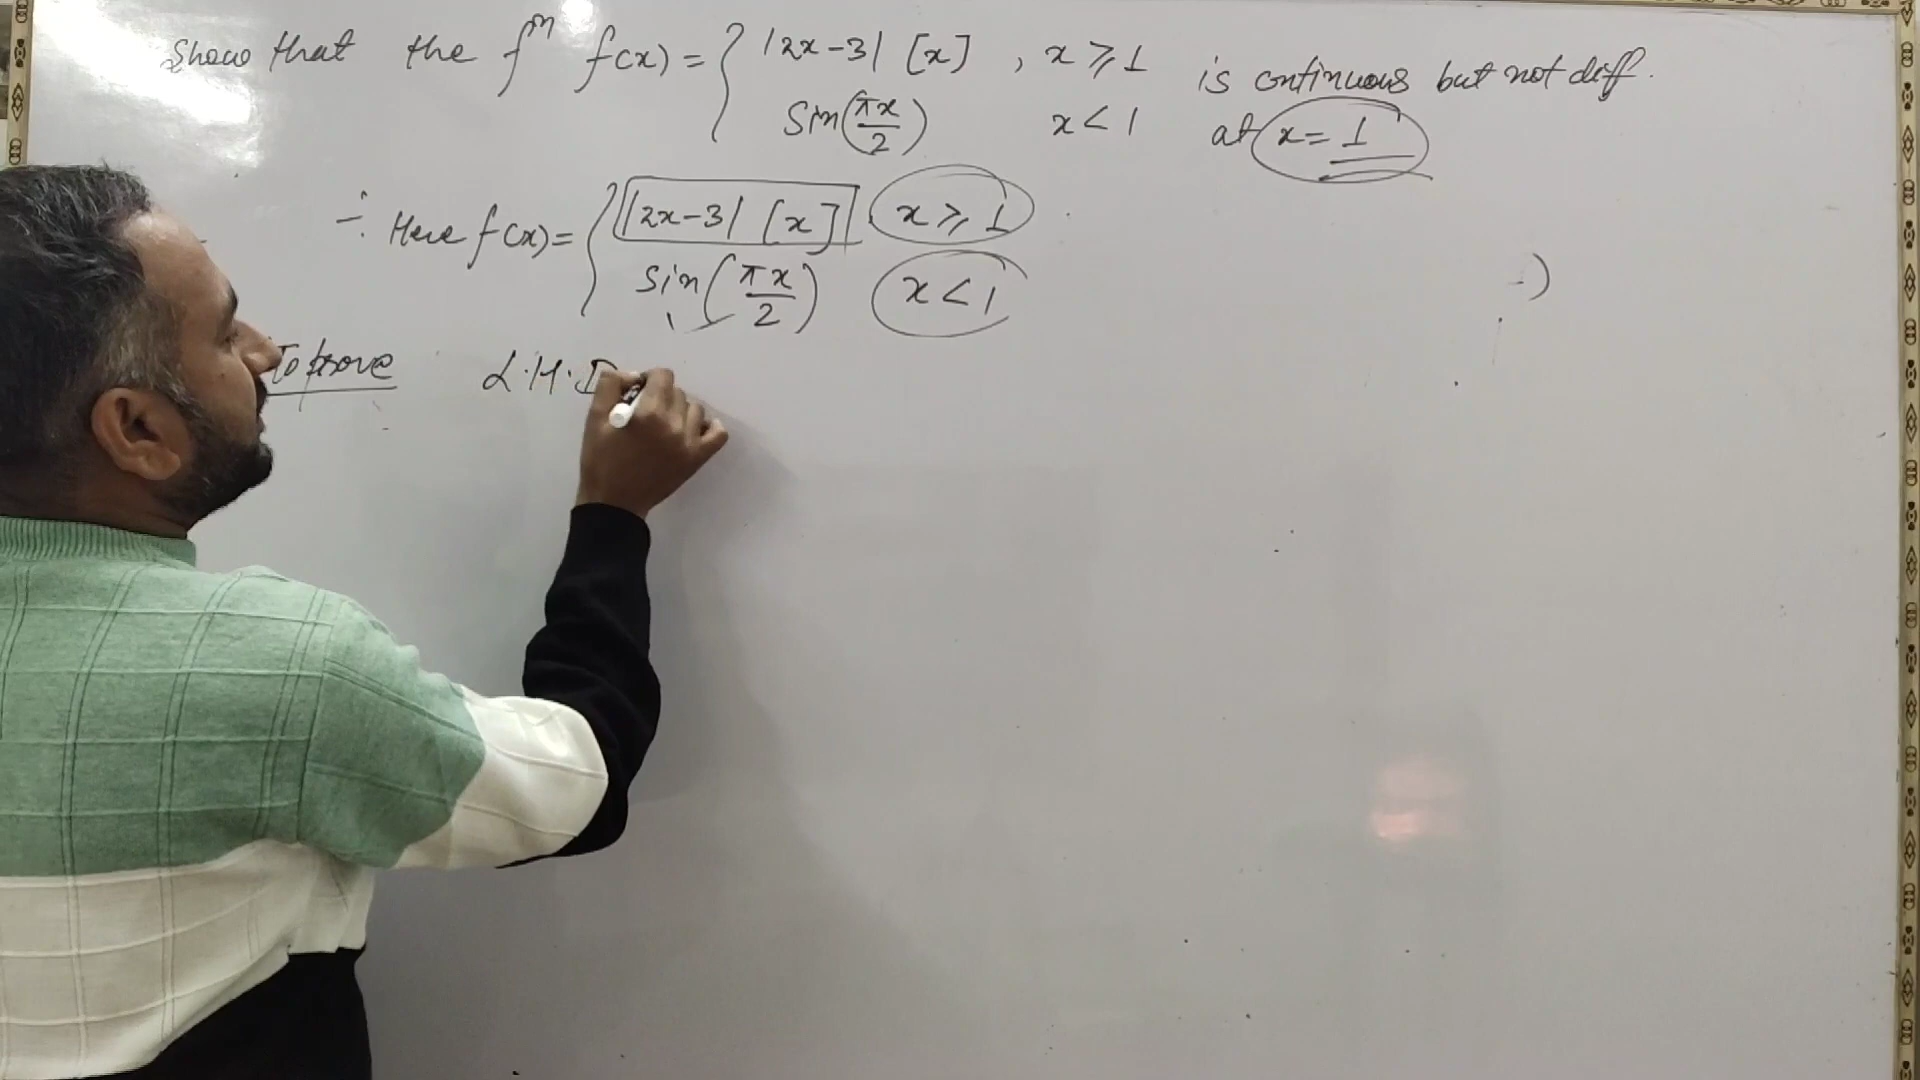 Show that the fⁿ f(x) = { |2x-3| [x] , x ⩾ 1 is continuous but not diff.
Sin(πx/2) x < 1 at x = 1
∴ Here f(x) = { |2x-3| [x] x ⩾ 1
Sin(πx/2) x < 1
To prove L.H.D